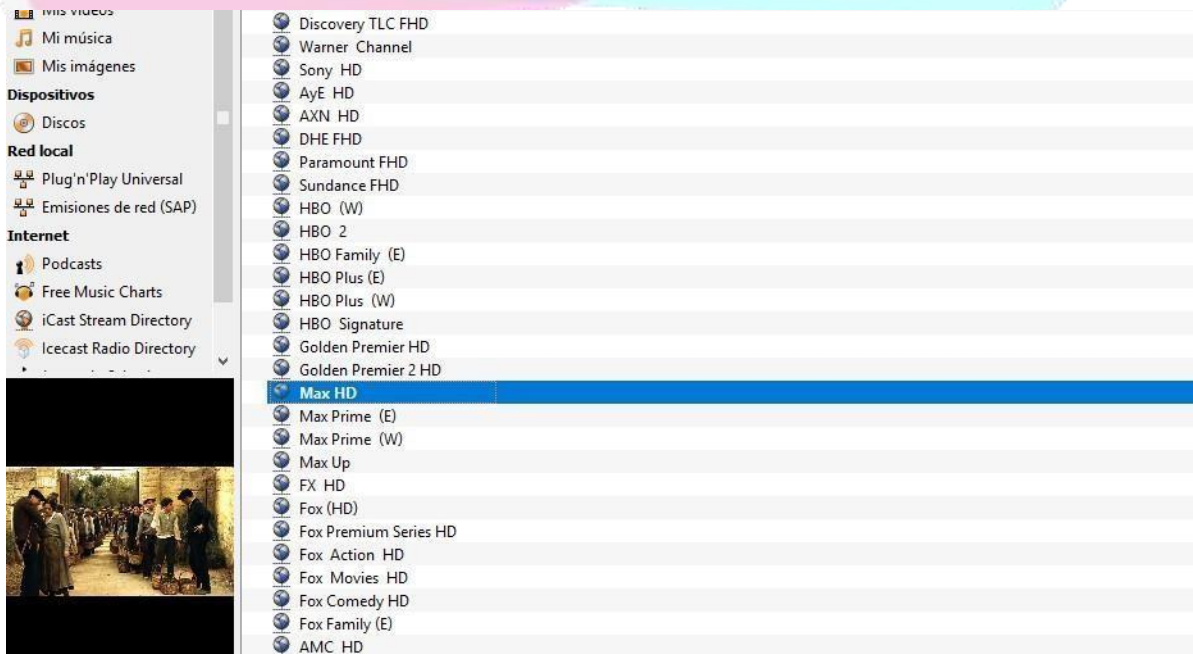 Mis vídeos
Mi música
Mis imágenes
Dispositivos
Discos
Red local
Plug'n'Play Universal
Emisiones de red (SAP)
Internet
Podcasts
Free Music Charts
iCast Stream Directory
Icecast Radio Directory
Discovery TLC FHD
Warner Channel
Sony HD
AyE HD
AXN HD
DHE FHD
Paramount FHD
Sundance FHD
HBO (W)
HBO 2
HBO Family (E)
HBO Plus (E)
HBO Plus (W)
HBO Signature
Golden Premier HD
Golden Premier 2 HD
Max HD
Max Prime (E)
Max Prime (W)
Max Up
FX HD
Fox (HD)
Fox Premium Series HD
Fox Action HD
Fox Movies HD
Fox Comedy HD
Fox Family (E)
AMC HD